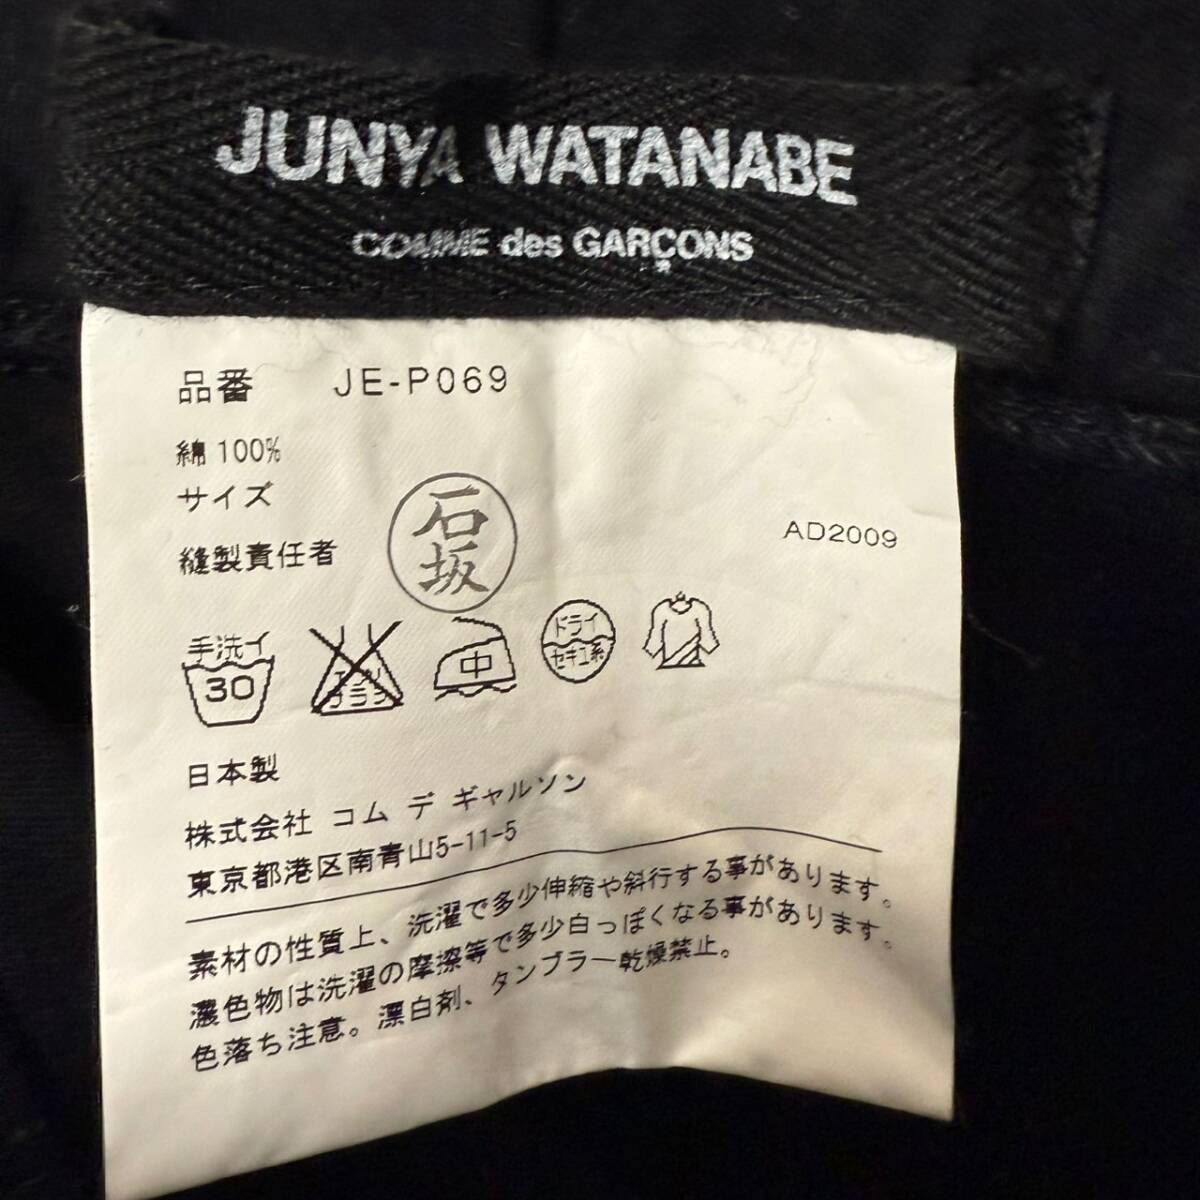 JUNYA WATANABE
COMME des GARÇONS
品番 JE-P069
綿 100%
サイズ
縫製責任者
石坂
AD2009
手洗イ
30
エンソ
ブラシ
中
ドライ
セキユ系
日本製
株式会社 コム デ ギャルソン
東京都港区南青山5-11-5
素材の性質上、洗濯で多少伸縮や斜行する事があります。
濃色物は洗濯の摩擦等で多少白っぽくなる事があります。
色落ち注意。漂白剤、タンブラー乾燥禁止。